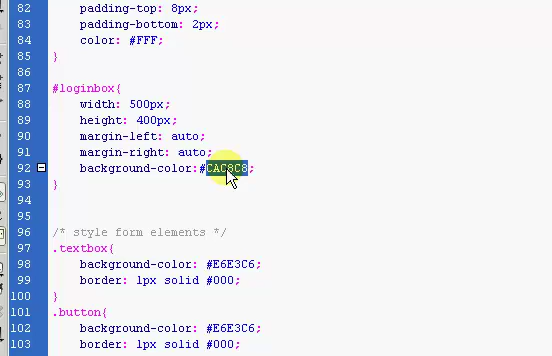 82 padding-top: 8px;
83 padding-bottom: 2px;
84 color: #FFF;
85 }
86
87 #loginbox{
88 width: 500px;
89 height: 400px;
90 margin-left: auto;
91 margin-right: auto;
92 background-color:#CAC8C8;
93 }
94
95
96 /* style form elements */
97 .textbox{
98 background-color: #E6E3C6;
99 border: 1px solid #000;
100 }
101 .button{
102 background-color: #E6E3C6;
103 border: 1px solid #000;